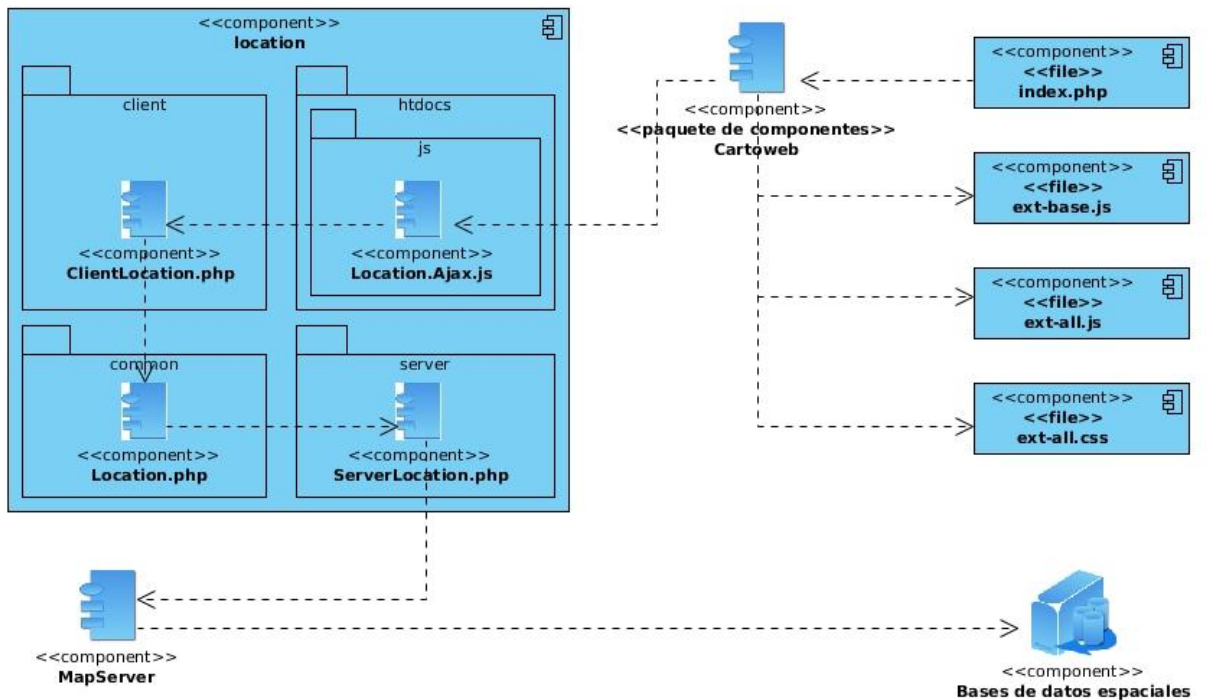 <<component>>
location
client
htdocs
js
<<component>>
ClientLocation.php
<<component>>
Location.Ajax.js
common
server
<<component>>
Location.php
<<component>>
ServerLocation.php
<<component>>
<<paquete de componentes>>
Cartoweb
<<component>>
<<file>>
index.php
<<component>>
<<file>>
ext-base.js
<<component>>
<<file>>
ext-all.js
<<component>>
<<file>>
ext-all.css
<<component>>
MapServer
<<component>>
Bases de datos espaciales